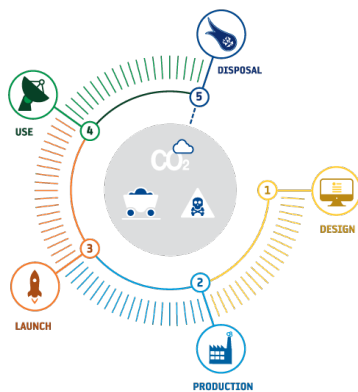 DISPOSAL
5
USE
4
CO2
1
DESIGN
3
2
LAUNCH
PRODUCTION